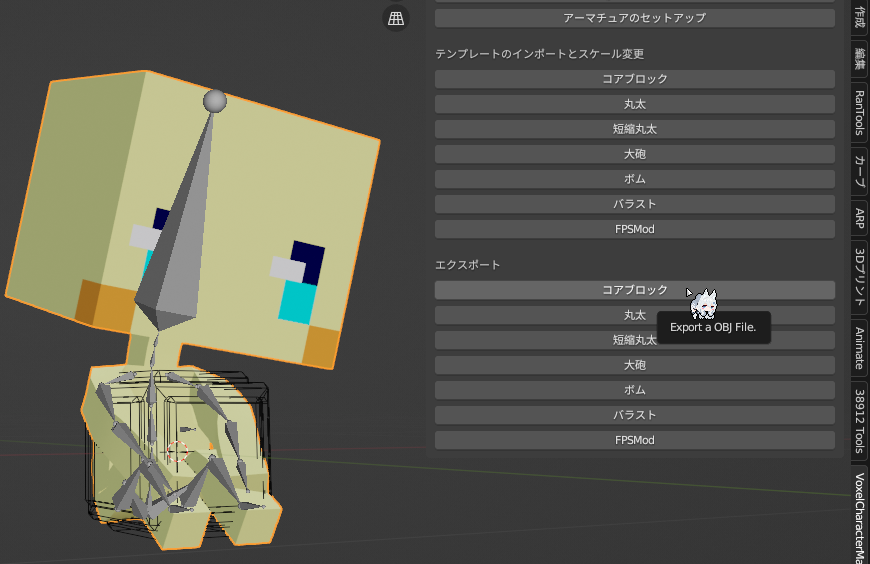 アーマチュアのセットアップ
テンプレートのインポートとスケール変更
コアブロック
丸太
短縮丸太
大砲
ボム
バラスト
FPSMod
エクスポート
コアブロック
丸太
短縮丸太
大砲
ボム
バラスト
FPSMod
Export a OBJ File.
作成
編集
RanTools
カーブ
ARP
3Dプリント
Animate
38912 Tools
VoxelCharacterMa